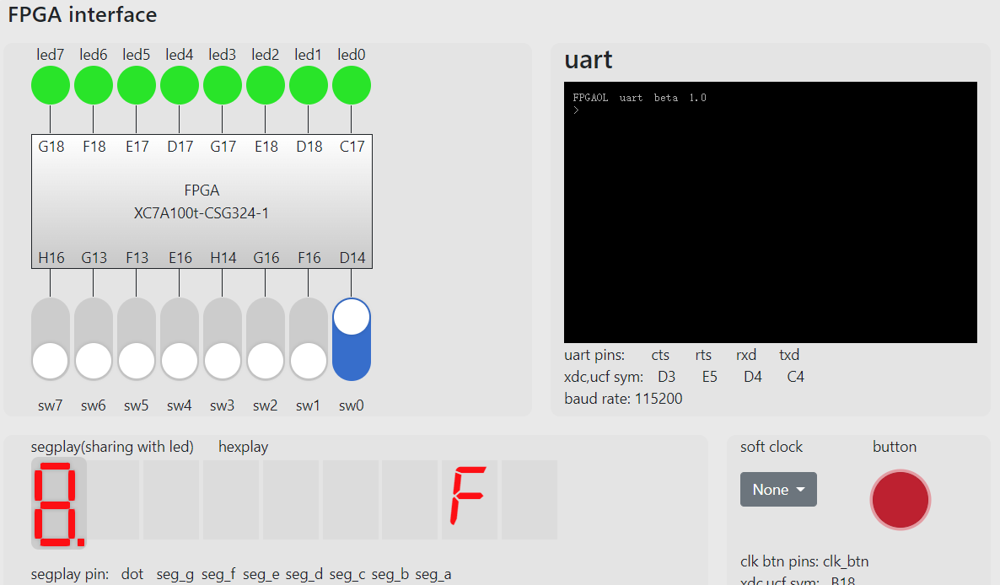 FPGA interface
led7 led6 led5 led4 led3 led2 led1 led0
G18 F18 E17 D17 G17 E18 D18 C17
FPGA
XC7A100t-CSG324-1
H16 G13 F13 E16 H14 G16 F16 D14
sw7 sw6 sw5 sw4 sw3 sw2 sw1 sw0
uart
FPGAOL uart beta 1.0
>
uart pins: cts rts rxd txd
xdc,ucf sym: D3 E5 D4 C4
baud rate: 115200
segplay(sharing with led) hexplay
8. F
segplay pin: dot seg_g seg_f seg_e seg_d seg_c seg_b seg_a
soft clock button
None
clk btn pins: clk_btn
xdc,ucf sym: B18